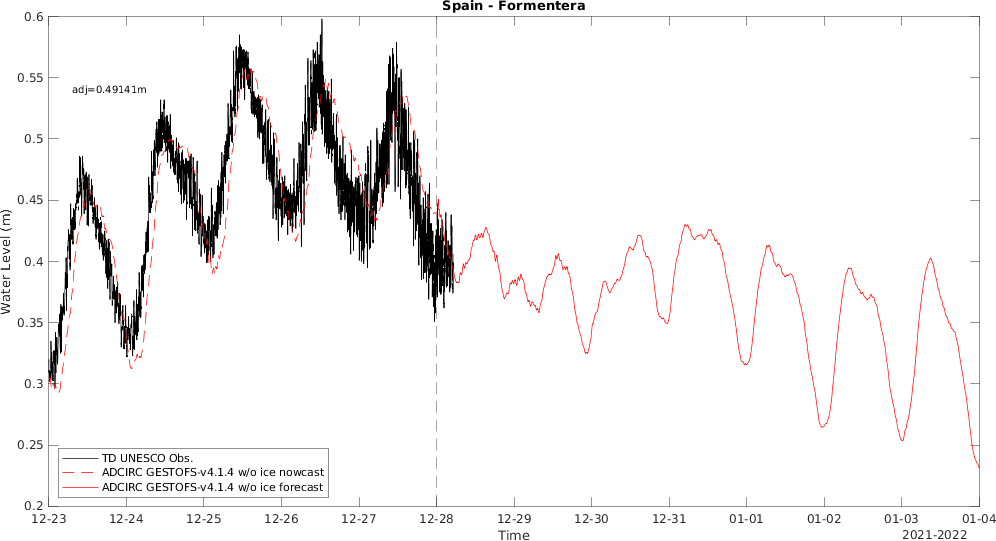 Spain - Formentera
0.6
0.55
adj=0.49141m
0.5
0.45
0.4
Water Level (m)
0.35
0.3
0.25
0.2
TD UNESCO Obs.
ADCIRC GESTOFS-v4.1.4 w/o ice nowcast
ADCIRC GESTOFS-v4.1.4 w/o ice forecast
12-23 12-24 12-25 12-26 12-27 12-28 12-29 12-30 12-31 01-01 01-02 01-03 01-04
Time
2021-2022